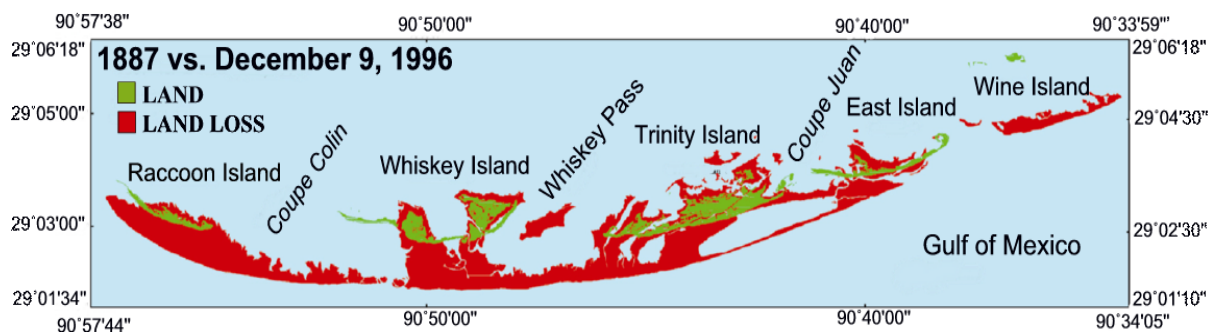 90˚57'38"
90˚50'00"
90˚40'00"
90˚33'59"
29˚06'18"
29˚06'18"
1887 vs. December 9, 1996
LAND
LAND LOSS
29˚05'00"
29˚04'30"
Raccoon Island
Coupe Colin
Whiskey Island
Whiskey Pass
Trinity Island
Coupe Juan
East Island
Wine Island
29˚03'00"
29˚02'30"
Gulf of Mexico
29˚01'34"
29˚01'10"
90˚57'44"
90˚50'00"
90˚40'00"
90˚34'05"